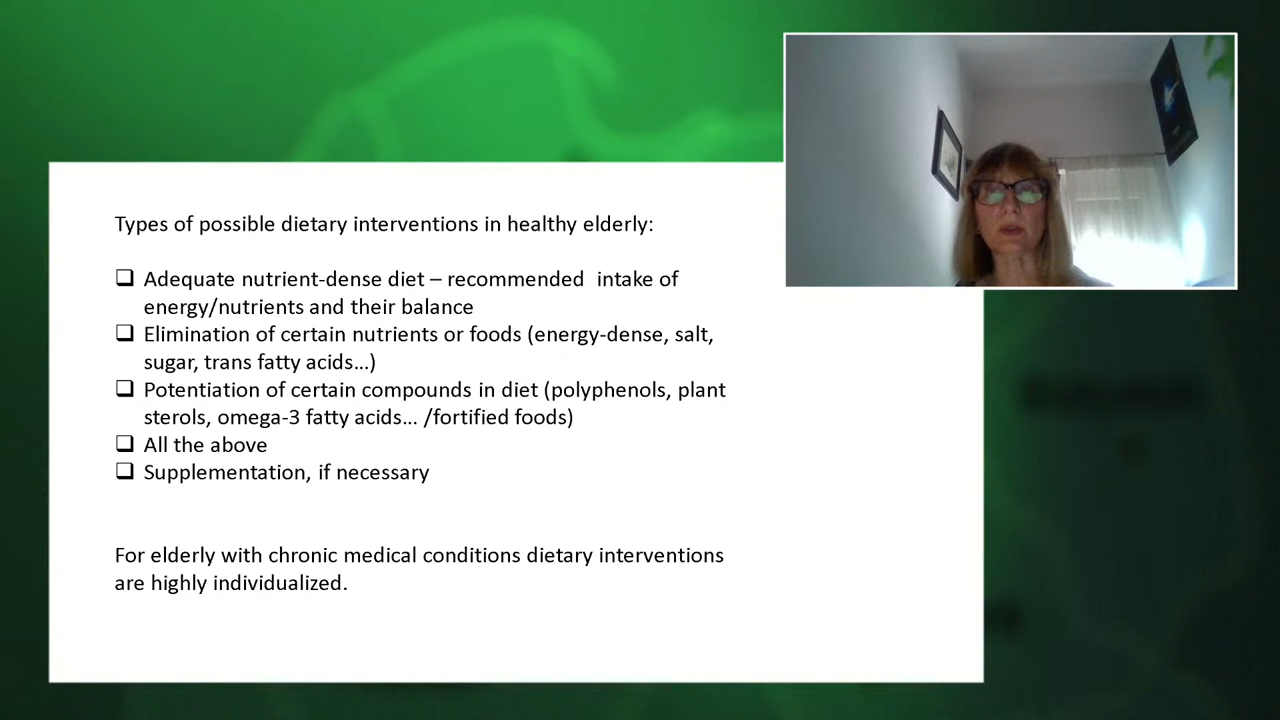 Types of possible dietary interventions in healthy elderly:
❑ Adequate nutrient-dense diet – recommended  intake of
energy/nutrients and their balance
❑ Elimination of certain nutrients or foods (energy-dense, salt,
sugar, trans fatty acids…)
❑ Potentiation of certain compounds in diet (polyphenols, plant
sterols, omega-3 fatty acids… /fortified foods)
❑ All the above
❑ Supplementation, if necessary
For elderly with chronic medical conditions dietary interventions
are highly individualized.